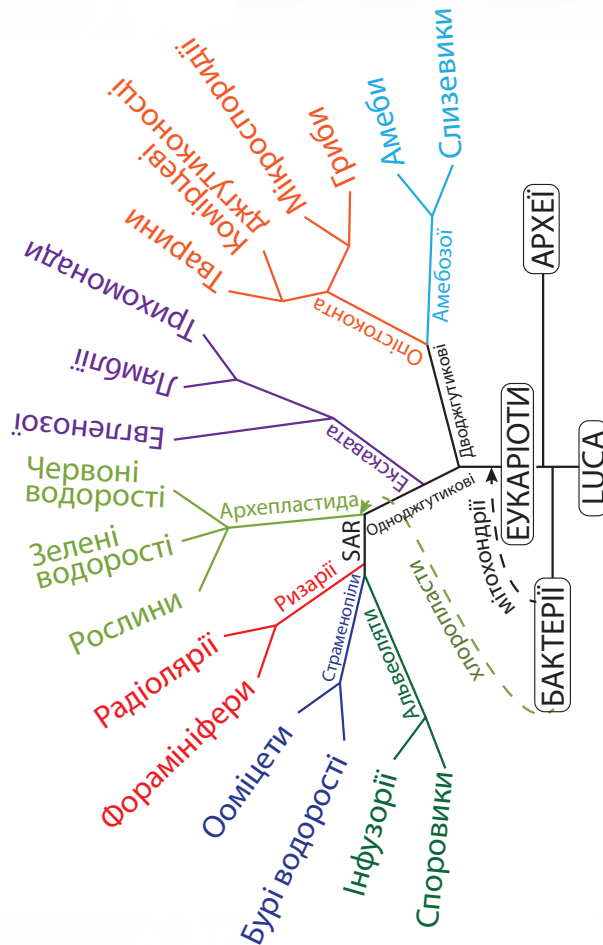 Тварини
Комірцеві
джгутиконосці
Мікроспоридії
Гриби
Амеби
Слизевики
Трихомонади
Лямблії
Евгленозої
Червоні
водорості
Зелені
водорості
Рослини
Радіолярії
Форамініфери
Ооміцети
Бурі водорості
Інфузорії
Споровики
Опістоконта
Амебозої
Екскавата
Архепластида
Ризарії
Страменопіли
Альвеоляти
SAR
Одноджгутикові
Дводжгутикові
хлоропласти
мітохондрії
ЕУКАРІОТИ
БАКТЕРІЇ
АРХЕЇ
LUCA